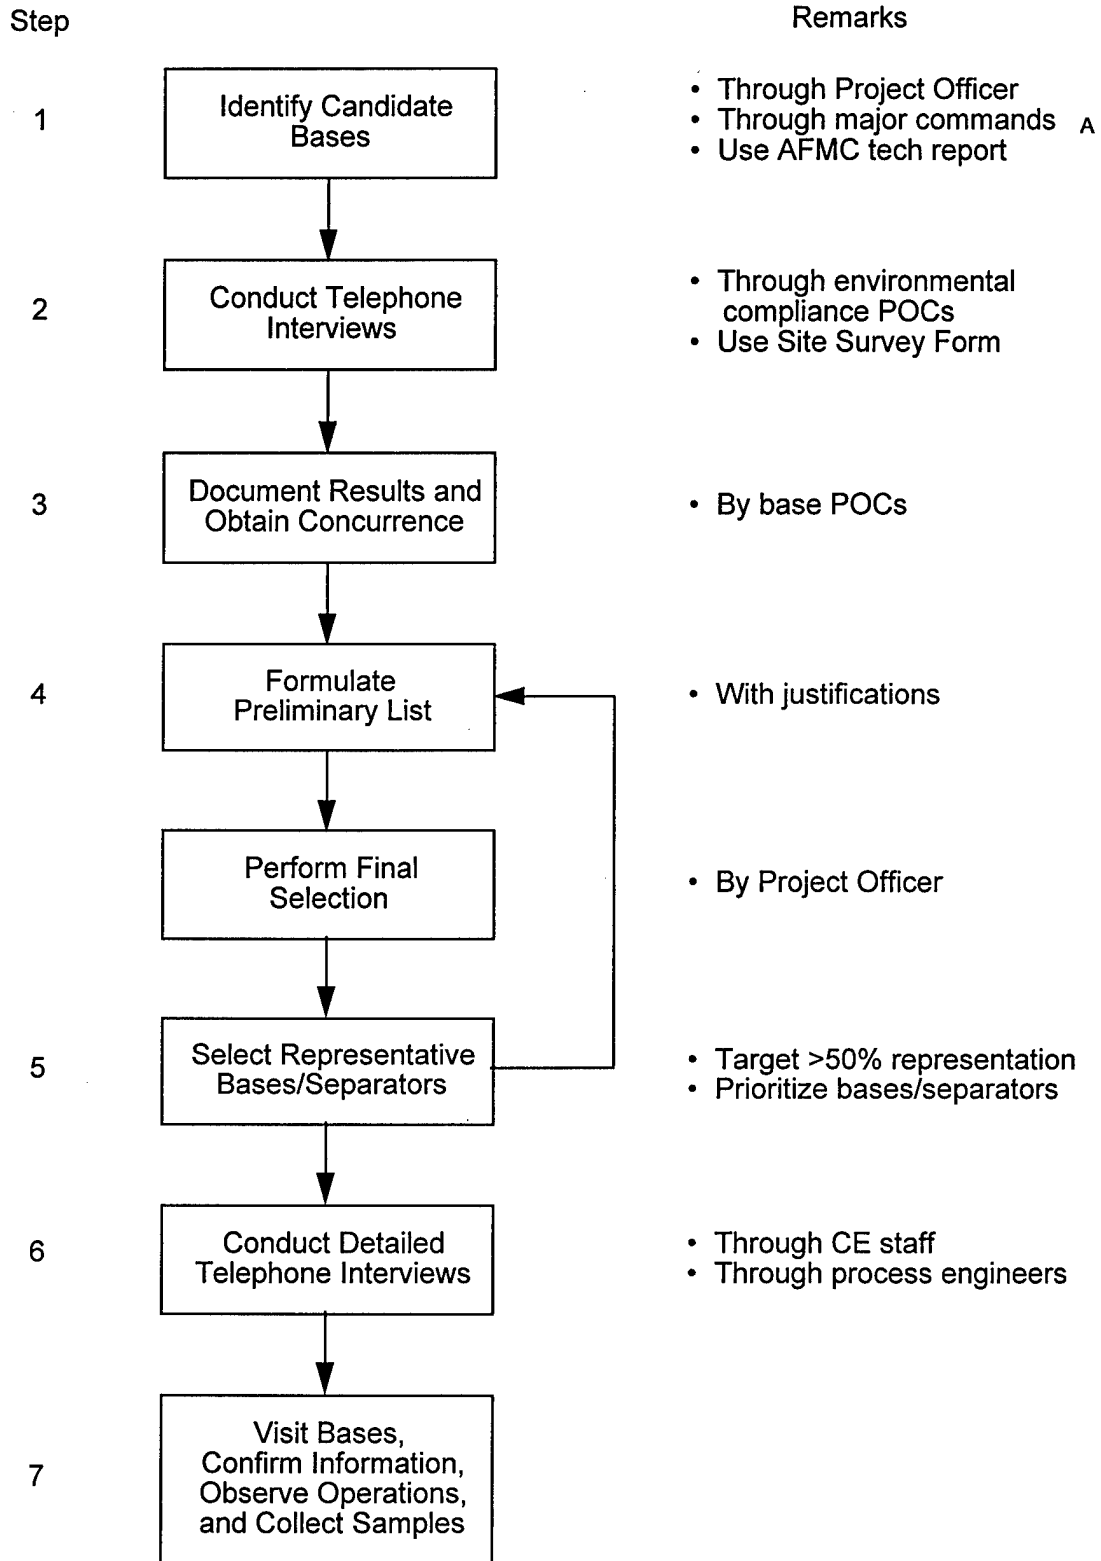 Step
Remarks
1
Identify Candidate
Bases
• Through Project Officer
• Through major commands A
• Use AFMC tech report
2
Conduct Telephone
Interviews
• Through environmental
compliance POCs
• Use Site Survey Form
3
Document Results and
Obtain Concurrence
• By base POCs
4
Formulate
Preliminary List
• With justifications
Perform Final
Selection
• By Project Officer
5
Select Representative
Bases/Separators
• Target >50% representation
• Prioritize bases/separators
6
Conduct Detailed
Telephone Interviews
• Through CE staff
• Through process engineers
7
Visit Bases,
Confirm Information,
Observe Operations,
and Collect Samples